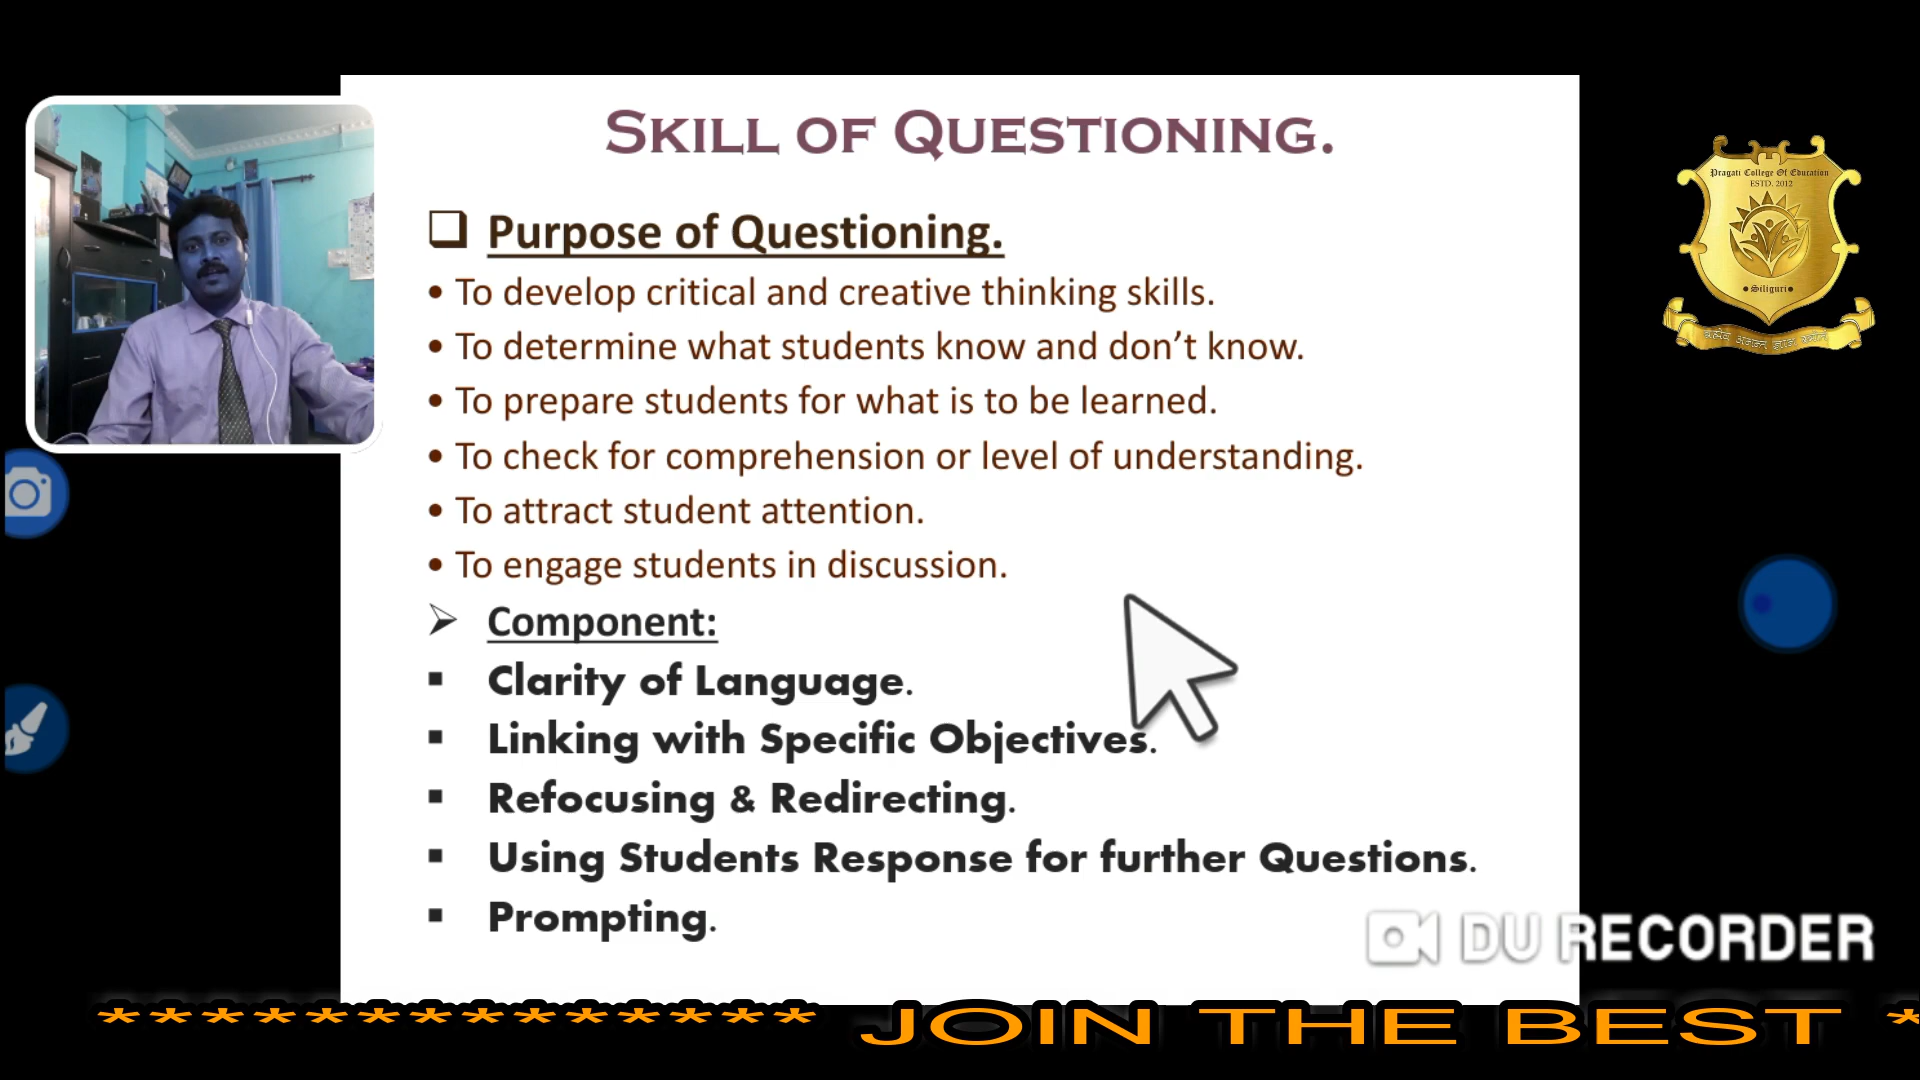 SKILL OF QUESTIONING.
Purpose of Questioning.
• To develop critical and creative thinking skills.
• To determine what students know and don’t know.
• To prepare students for what is to be learned.
• To check for comprehension or level of understanding.
• To attract student attention.
• To engage students in discussion.
Component:
Clarity of Language.
Linking with Specific Objectives.
Refocusing & Redirecting.
Using Students Response for further Questions.
Prompting.
Pragati College Of Education
ESTD. 2012
•Siliguri•
DU RECORDER
************** JOIN THE BEST *